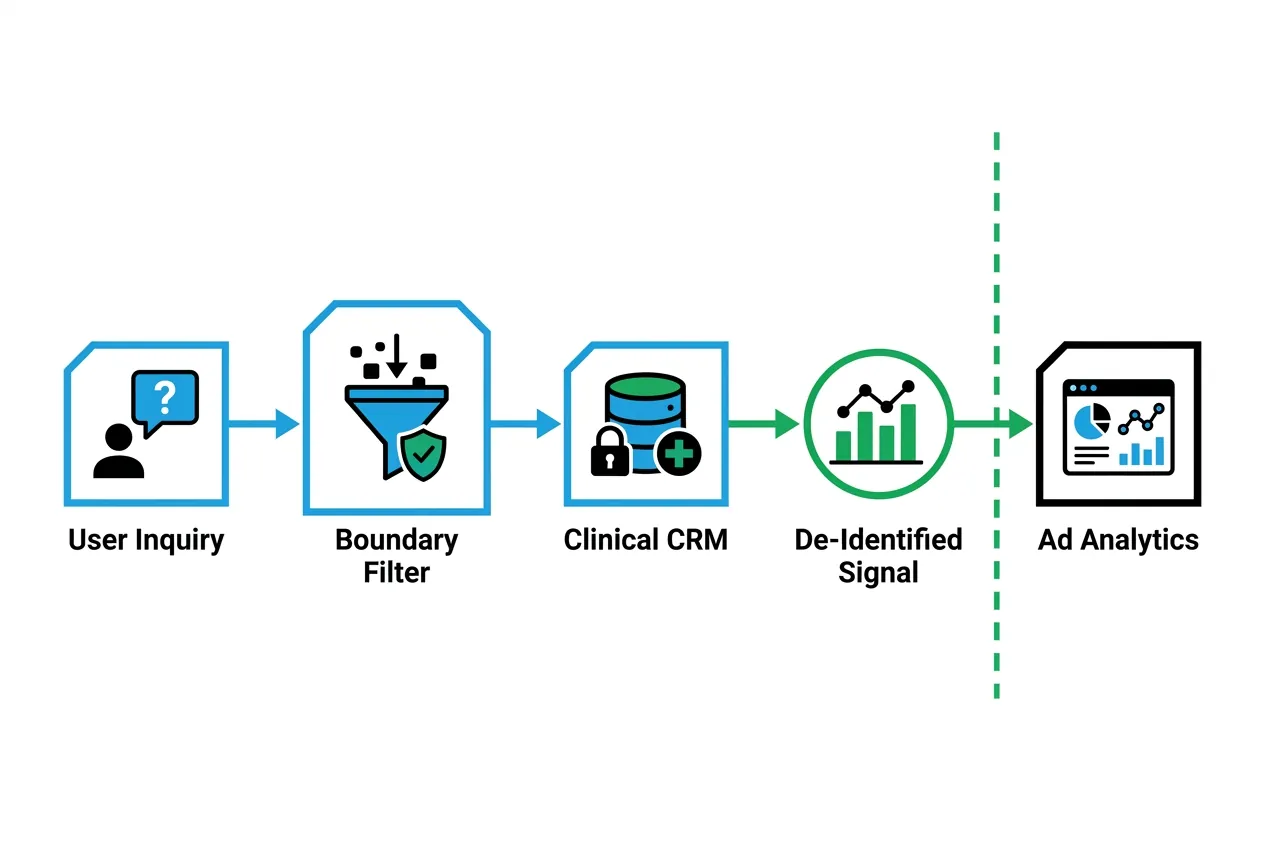 ?
User Inquiry
Boundary
Filter
Clinical CRM
De-Identified
Signal
Ad Analytics